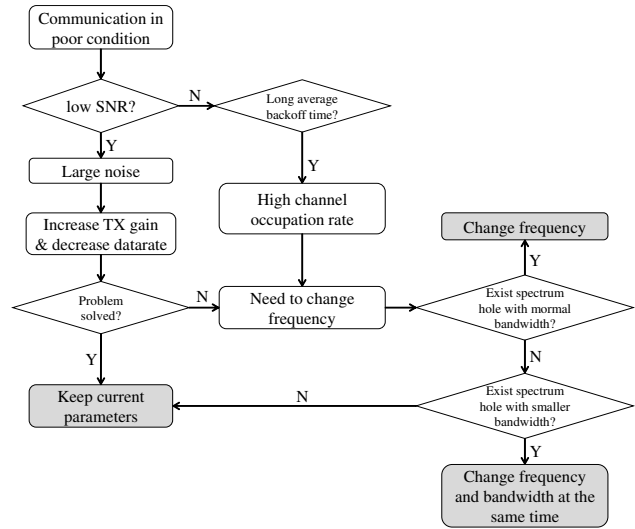 Communication in
poor condition
low SNR?
N
Long average
backoff time?
Y
Y
Large noise
High channel
occupation rate
Increase TX gain
& decrease datarate
Change frequency
Y
Problem
solved?
N
Need to change
frequency
Exist spectrum
hole with mormal
bandwidth?
Y
N
Keep current
parameters
N
Exist spectrum
hole with smaller
bandwidth?
Y
Change frequency
and bandwidth at the
same time